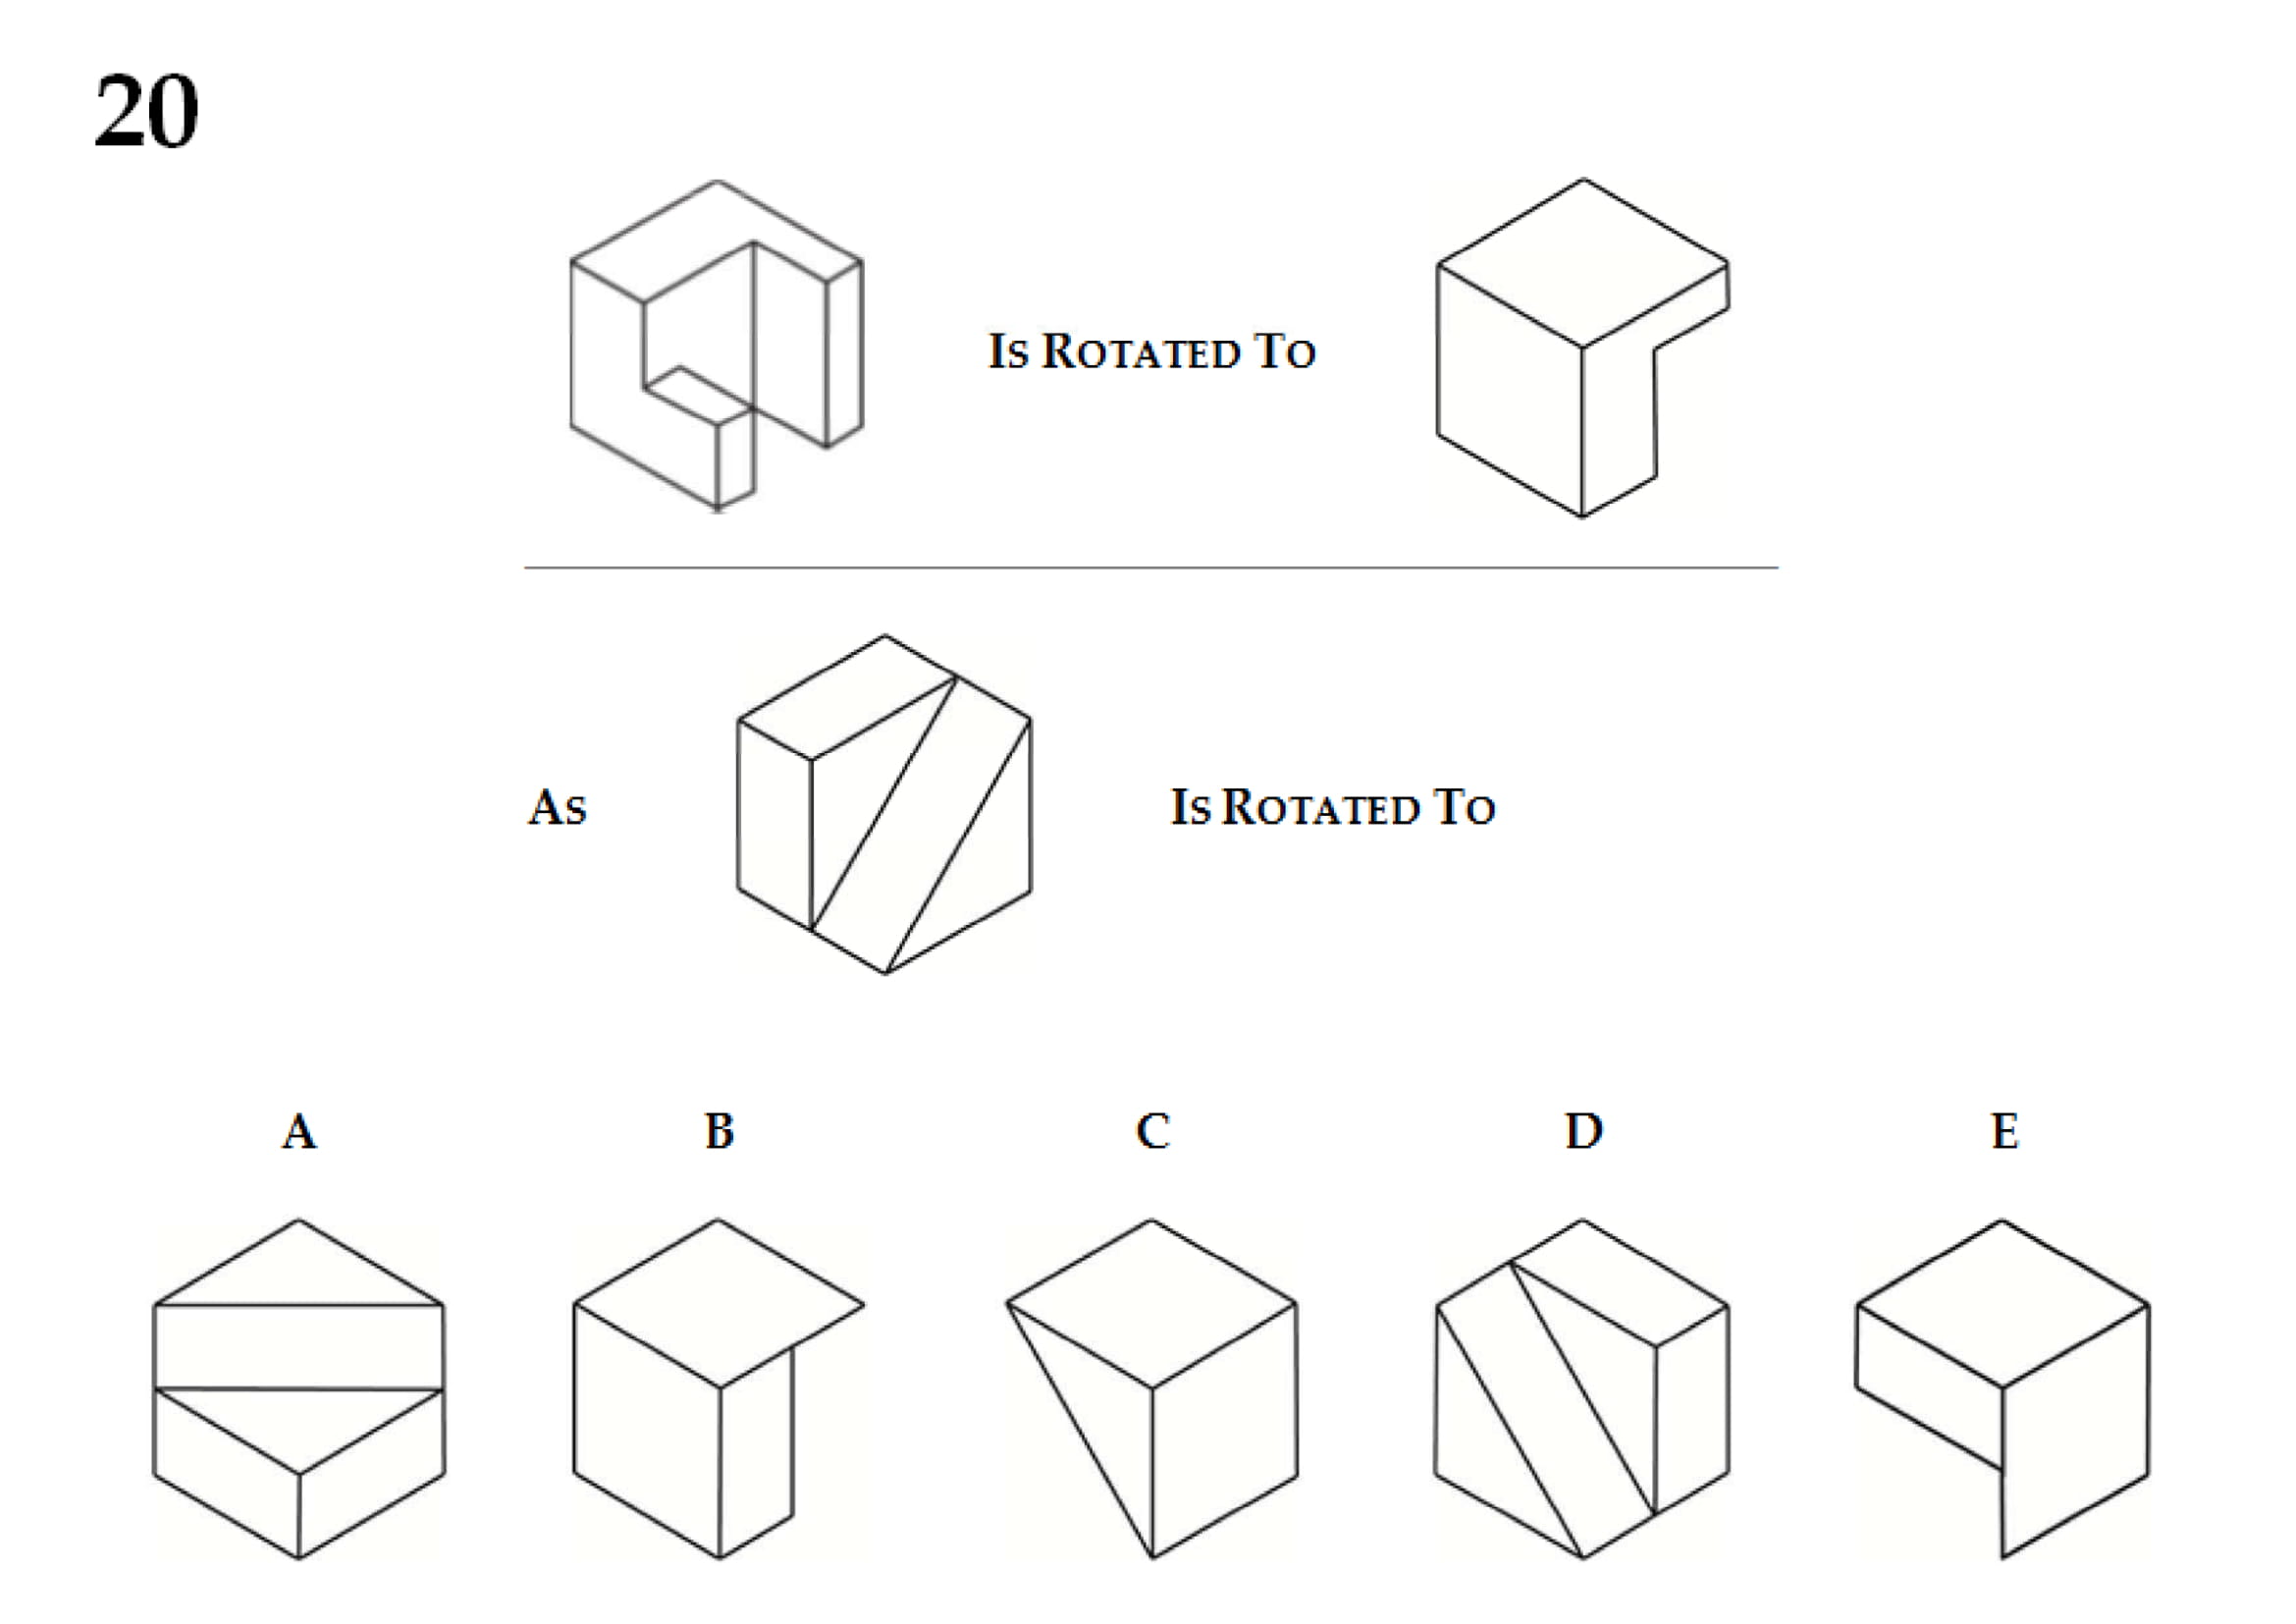 20
Is Rotated To
As
Is Rotated To
A B C D E